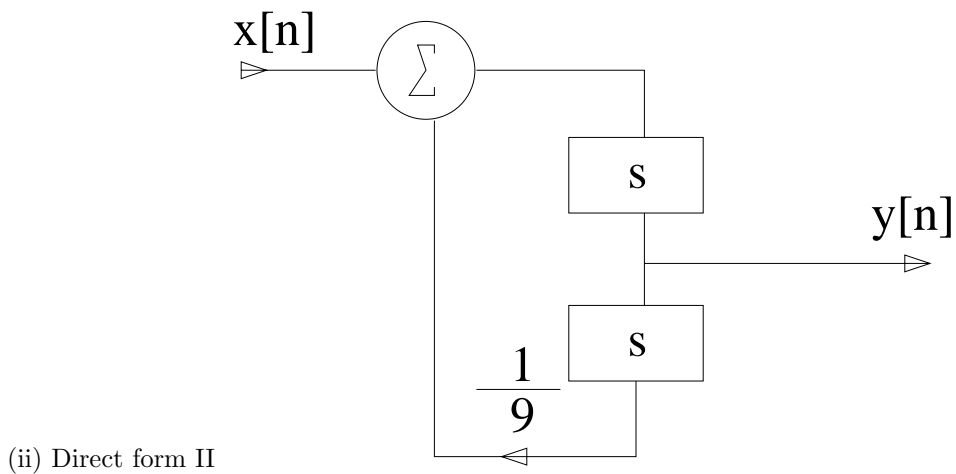 x[n]
Σ
s
y[n]
s
1
9
(ii) Direct form II